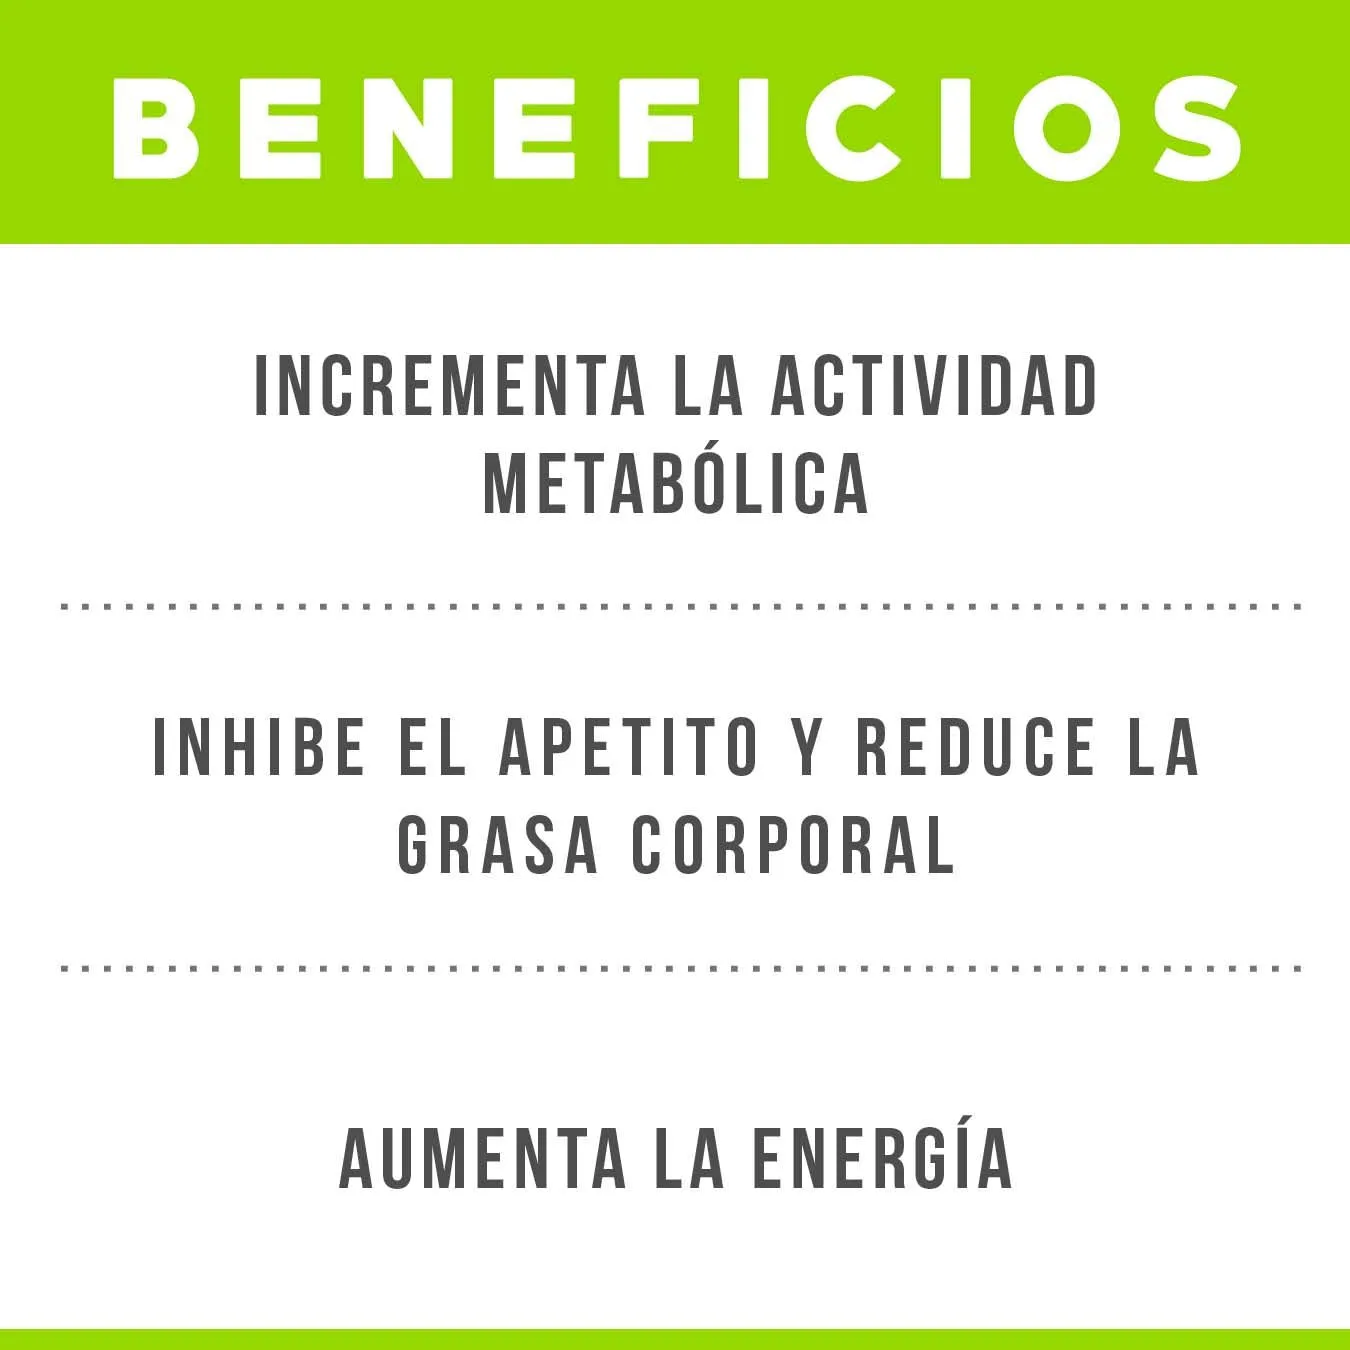 BENEFICIOS
INCREMENTA LA ACTIVIDAD
METABÓLICA
INHIBE EL APETITO Y REDUCE LA
GRASA CORPORAL
AUMENTA LA ENERGÍA